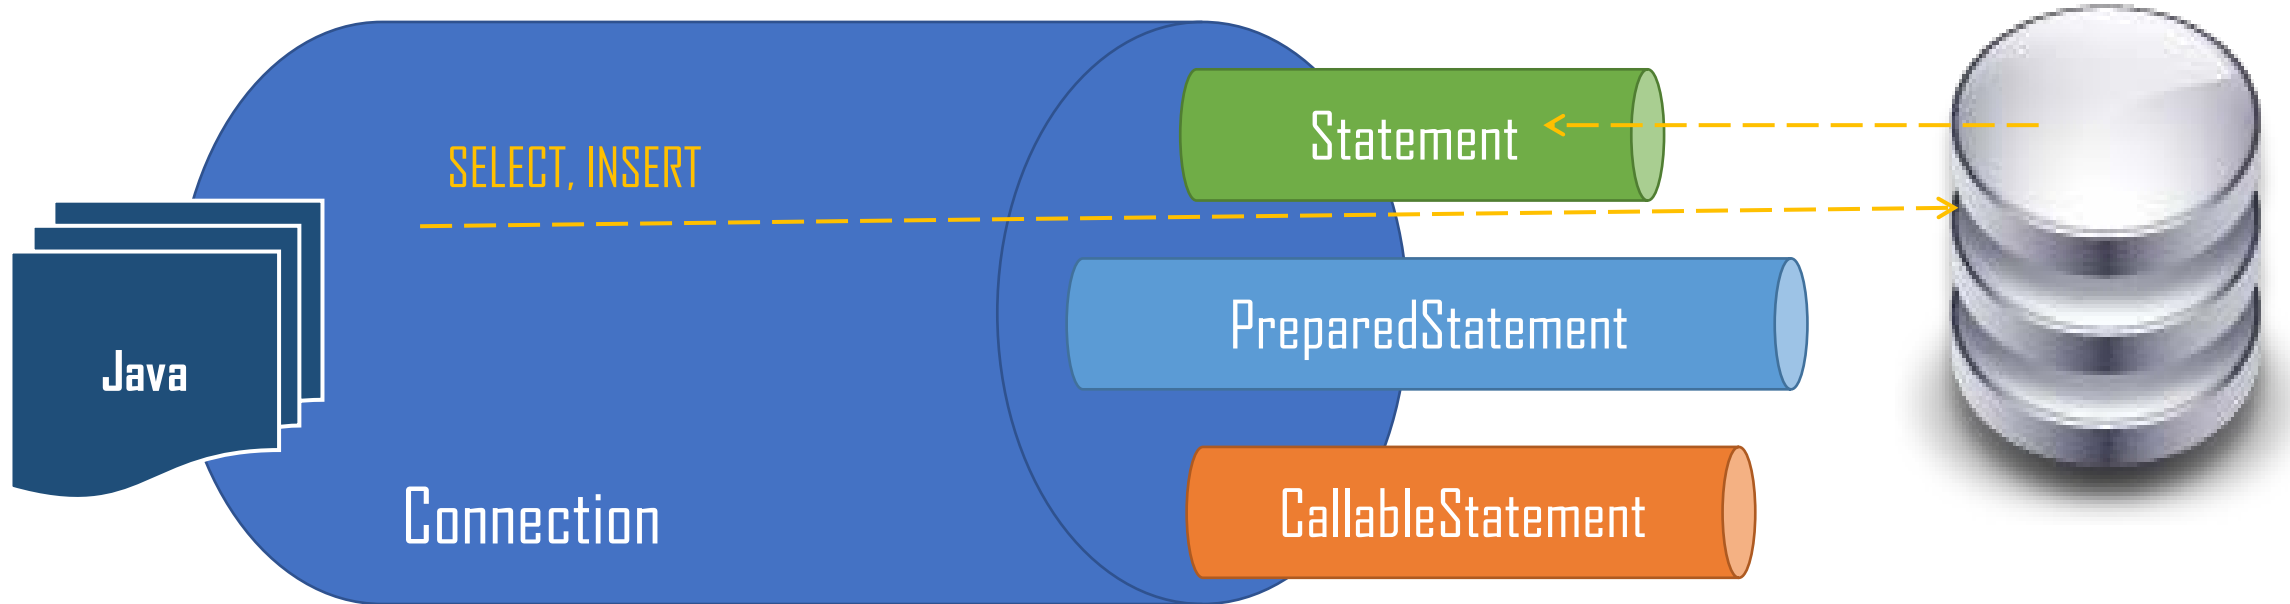 SELECT, INSERT
Statement
PreparedStatement
Java
Connection
CallableStatement